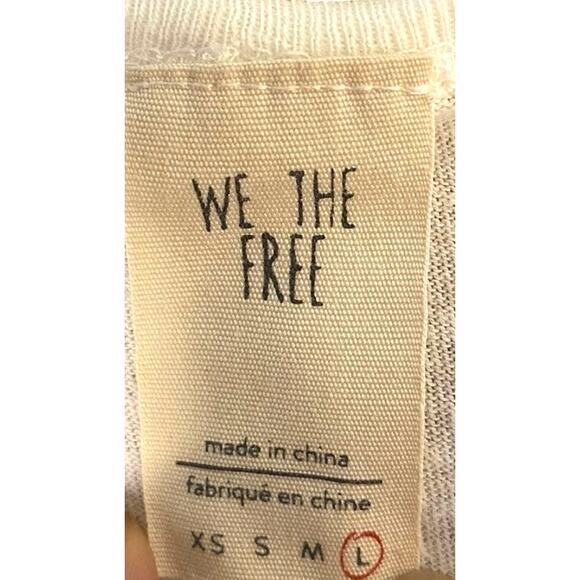 WE THE
FREE
made in china
fabriqué en chine
XS S M L